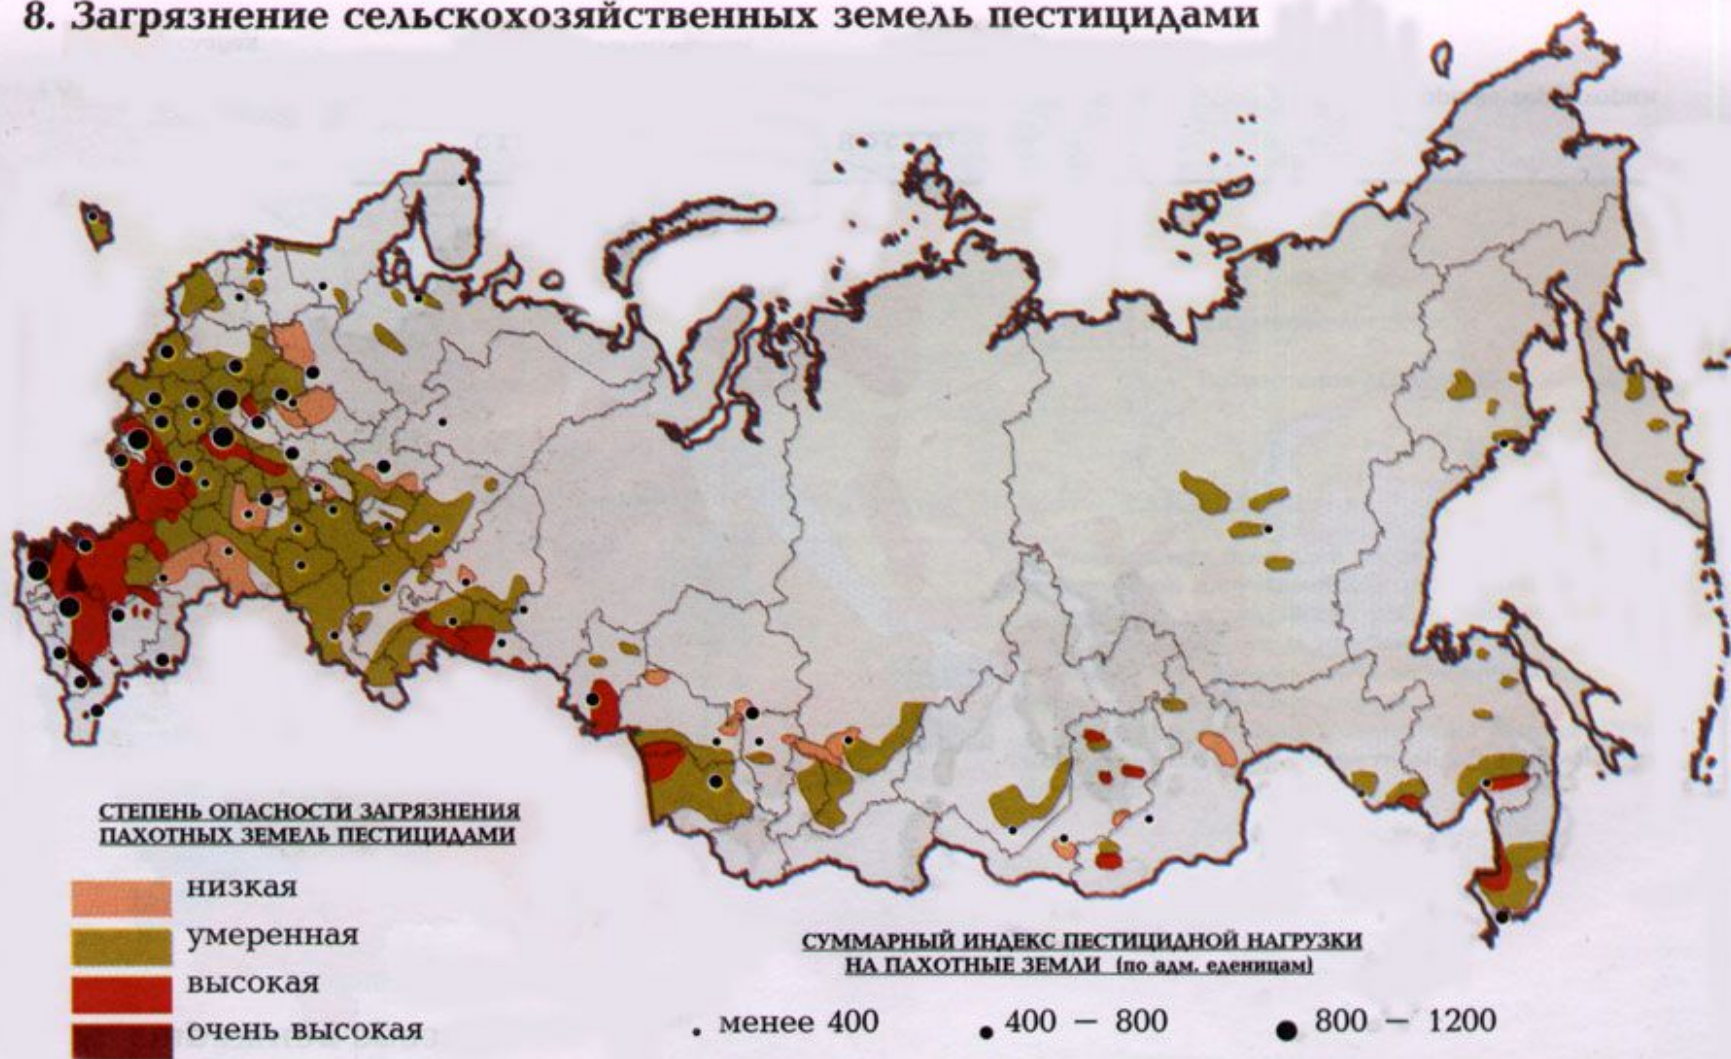 8. Загрязнение сельскохозяйственных земель пестицидами
СТЕПЕНЬ ОПАСНОСТИ ЗАГРЯЗНЕНИЯ
ПАХОТНЫХ ЗЕМЕЛЬ ПЕСТИЦИДАМИ
низкая
умеренная
высокая
очень высокая
СУММАРНЫЙ ИНДЕКС ПЕСТИЦИДНОЙ НАГРУЗКИ
НА ПАХОТНЫЕ ЗЕМЛИ (по адм. еденицам)
менее 400
400 — 800
800 — 1200